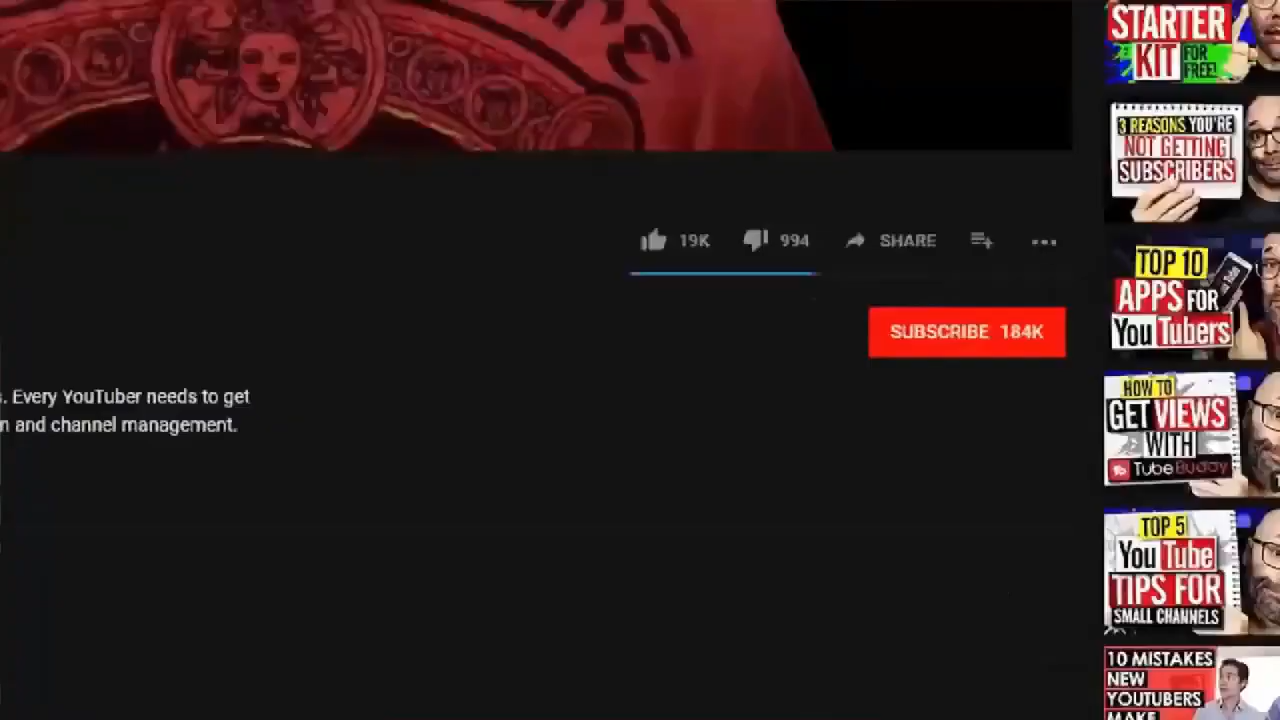 19K 994 SHARE
SUBSCRIBE 184K
. Every YouTuber needs to get
and channel management.
STARTER
KIT FOR
FREE!
3 REASONS YOU'RE
NOT GETTING
SUBSCRIBERS
TOP 10
APPS FOR
YouTubers
HOW TO
GET VIEWS
WITH
TubeBuddy
TOP 5
YouTube
TIPS FOR
SMALL CHANNELS
10 MISTAKES
NEW
YOUTUBERS
MAKE